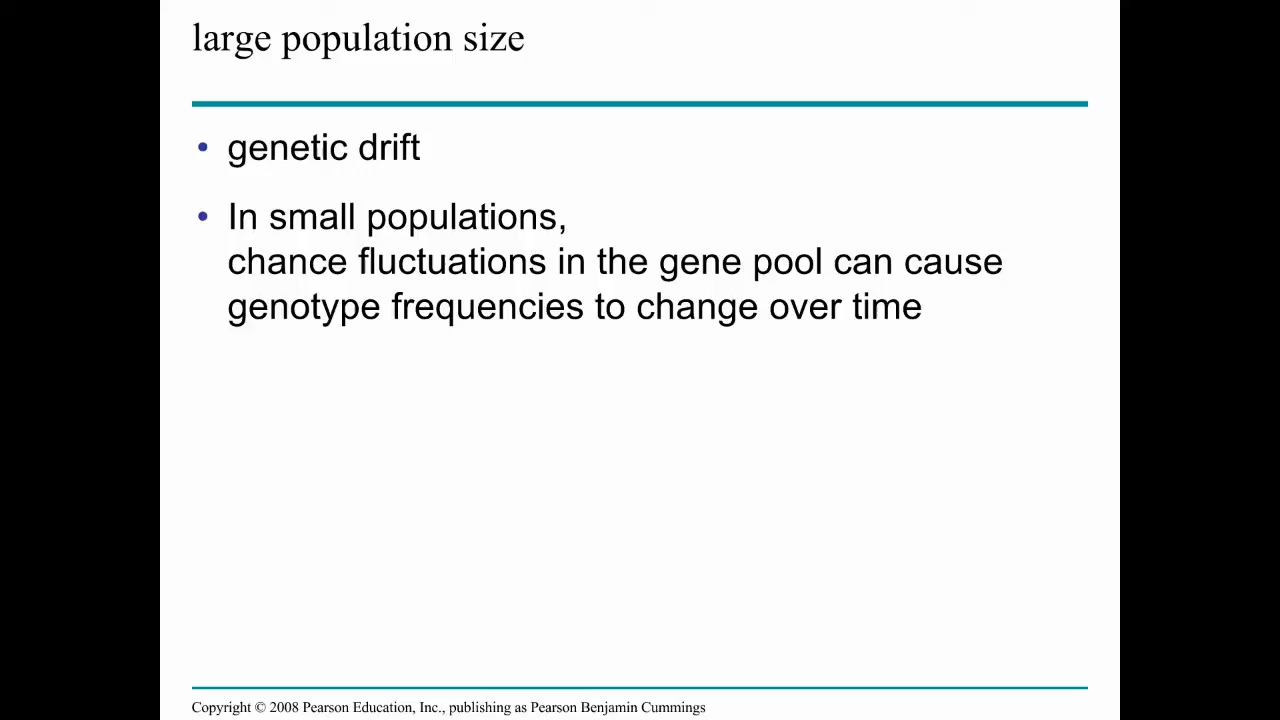 large population size
• genetic drift
• In small populations,
chance fluctuations in the gene pool can cause
genotype frequencies to change over time
Copyright © 2008 Pearson Education, Inc., publishing as Pearson Benjamin Cummings